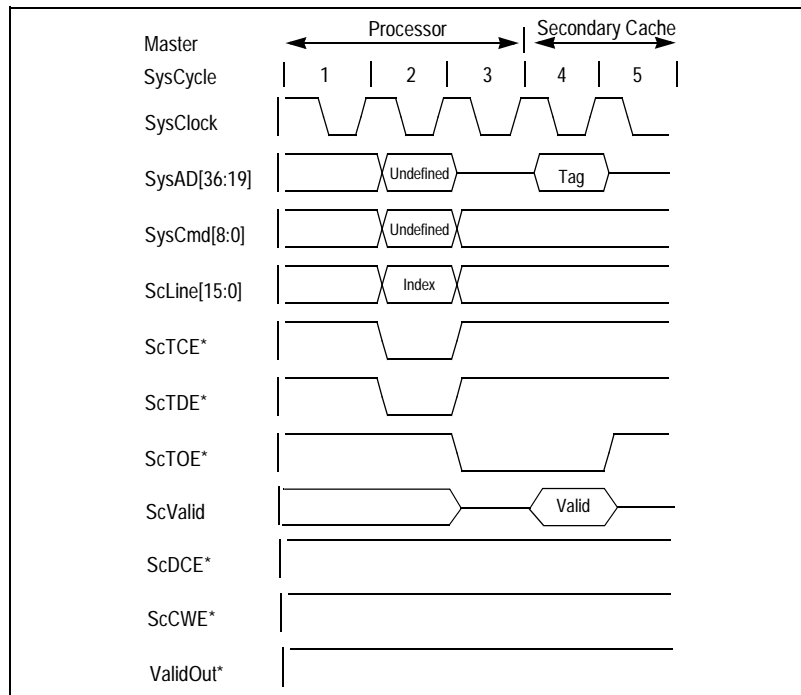 Master Processor Secondary Cache
SysCycle 1 2 3 4 5
SysClock
SysAD[36:19] Undefined Tag
SysCmd[8:0] Undefined
ScLine[15:0] Index
ScTCE*
ScTDE*
ScTOE*
ScValid Valid
ScDCE*
ScCWE*
ValidOut*